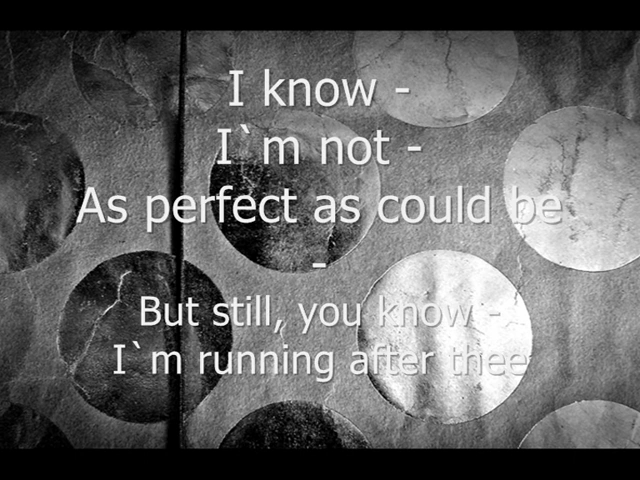 I know -
I`m not -
As perfect as could be
-
But still, you know -
I`m running after thee